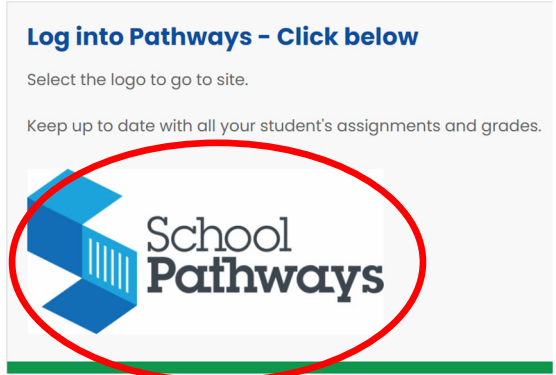 Log into Pathways - Click below
Select the logo to go to site.
Keep up to date with all your student's assignments and grades.
School
Pathways